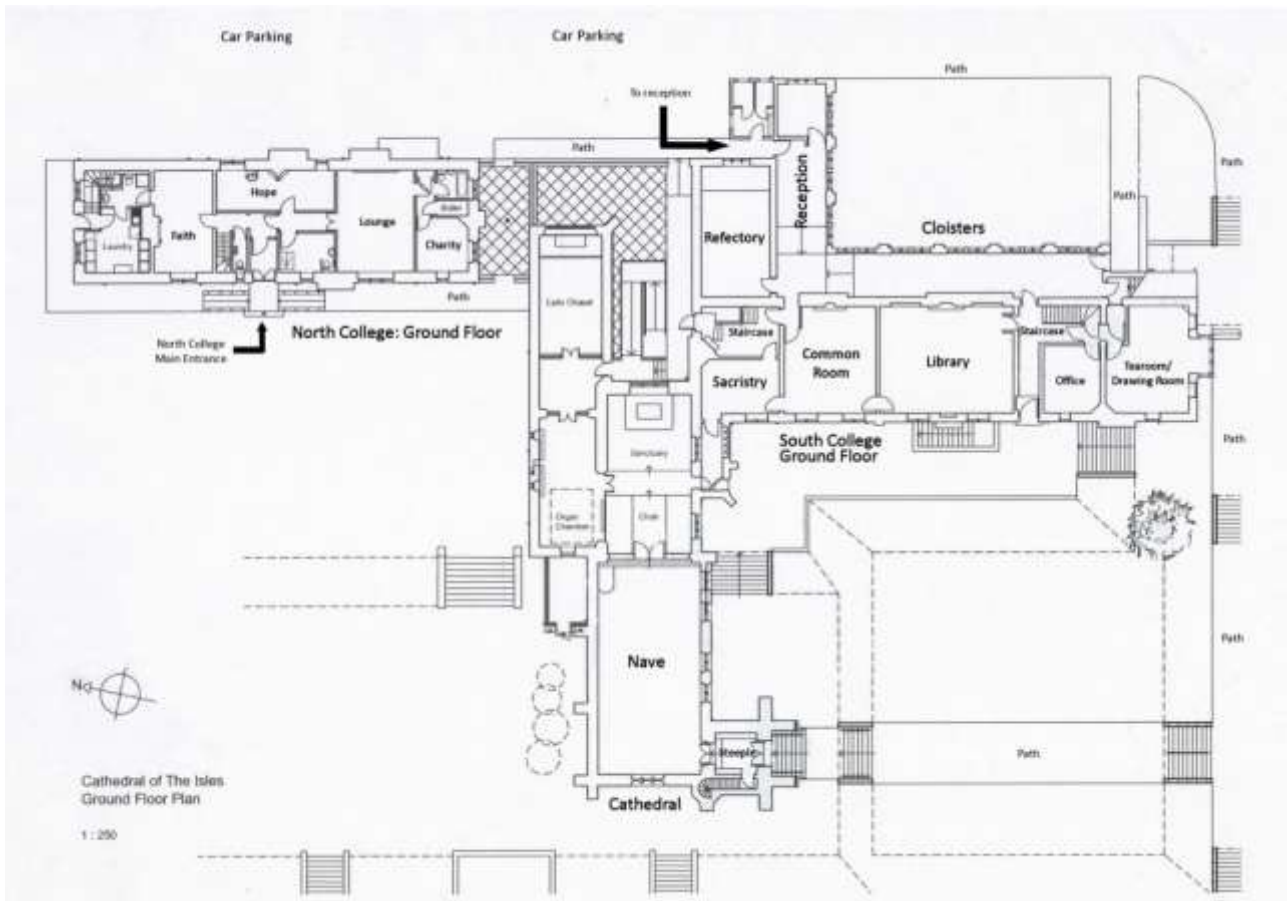 Car Parking
Car Parking
Path
To reception
Path
Path
Hope
Path
Reception
Cloisters
Lounge
Refectory
Faith
Laundry
Charity
Path
Lady Chapel
North College
Main Entrance
North College: Ground Floor
Staircase
Staircase
Common
Room
Library
Sacristry
Office
Tearoom/
Drawing Room
South College
Ground Floor
Path
Sanctuary
Organ
Chamber
Choir
Path
Nave
N
Steeple
Path
Cathedral of The Isles
Ground Floor Plan
Cathedral
1 : 250